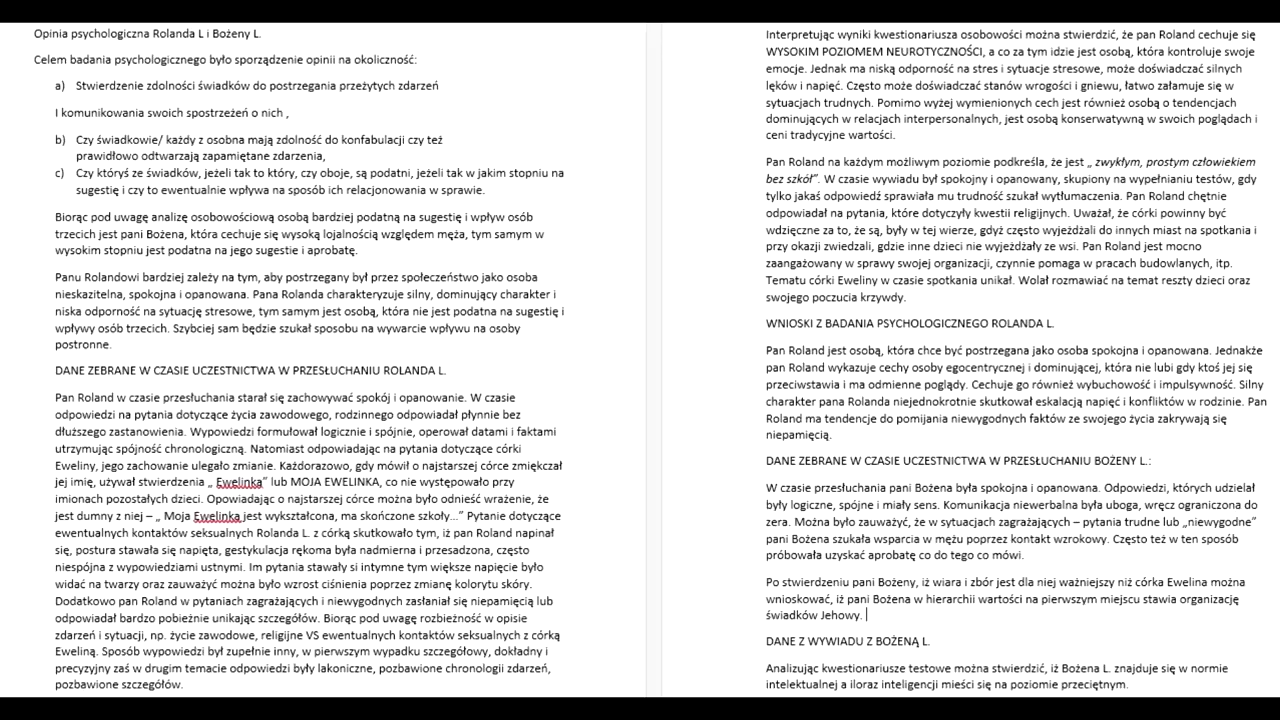 Opinia psychologiczna Rolanda L i Bożeny L.
Celem badania psychologicznego było sporządzenie opinii na okoliczność:
a) Stwierdzenie zdolności świadków do postrzegania przeżytych zdarzeń
I komunikowania swoich spostrzeżeń o nich ,
b) Czy świadkowie/ każdy z osobna mają zdolność do konfabulacji czy też
prawidłowo odtwarzają zapamiętane zdarzenia,
c) Czy któryś ze świadków, jeżeli tak to który, czy oboje, są podatni, jeżeli tak w jakim stopniu na
sugestię i czy to ewentualnie wpływa na sposób ich relacjonowania w sprawie.
Biorąc pod uwagę analizę osobowościową osobą bardziej podatną na sugestię i wpływ osób
trzecich jest pani Bożena, która cechuje się wysoką lojalnością względem męża, tym samym w
wysokim stopniu jest podatna na jego sugestie i aprobatę.
Panu Rolandowi bardziej zależy na tym, aby postrzegany był przez społeczeństwo jako osoba
nieskazitelna, spokojna i opanowana. Pana Rolanda charakteryzuje silny, dominujący charakter i
niska odporność na sytuację stresowe, tym samym jest osobą, która nie jest podatna na sugestię i
wpływy osób trzecich. Szybciej sam będzie szukał sposobu na wywarcie wpływu na osoby
postronne.
DANE ZEBRANE W CZASIE UCZESTNICTWA W PRZESŁUCHANIU ROLANDA L.
Pan Roland w czasie przesłuchania starał się zachowywać spokój i opanowanie. W czasie
odpowiedzi na pytania dotyczące życia zawodowego, rodzinnego odpowiadał płynnie bez
dłuższego zastanowienia. Wypowiedzi formułował logicznie i spójnie, operował datami i faktami
utrzymując spójność chronologiczną. Natomiast odpowiadając na pytania dotyczące córki
Eweliny, jego zachowanie ulegało zmianie. Każdorazowo, gdy mówił o najstarszej córce zmiękczał
jej imię, używał stwierdzenia „ Ewelinka" lub MOJA EWELINKA, co nie występowało przy
imionach pozostałych dzieci. Opowiadając o najstarszej córce można było odnieść wrażenie, że
jest dumny z niej – „ Moja Ewelinka jest wykształcona, ma skończone szkoły..." Pytanie dotyczące
ewentualnych kontaktów seksualnych Rolanda L. z córką skutkowało tym, iż pan Roland napinał
się, postura stawała się napięta, gestykulacja rękoma była nadmierna i przesadzona, często
niespójna z wypowiedziami ustnymi. Im pytania stawały si intymne tym większe napięcie było
widać na twarzy oraz zauważyć można było wzrost ciśnienia poprzez zmianę kolorytu skóry.
Dodatkowo pan Roland w pytaniach zagrażających i niewygodnych zasłaniał się niepamięcią lub
odpowiadał bardzo pobieżnie unikając szczegółów. Biorąc pod uwagę rozbieżność w opisie
zdarzeń i sytuacji, np. życie zawodowe, religijne VS ewentualnych kontaktów seksualnych z córką
Eweliną. Sposób wypowiedzi był zupełnie inny, w pierwszym wypadku szczegółowy, dokładny i
precyzyjny zaś w drugim temacie odpowiedzi były lakoniczne, pozbawione chronologii zdarzeń,
pozbawione szczegółów.
Interpretując wyniki kwestionariusza osobowości można stwierdzić, że pan Roland cechuje się
WYSOKIM POZIOMEM NEUROTYCZNOŚCI, a co za tym idzie jest osobą, która kontroluje swoje
emocje. Jednak ma niską odporność na stres i sytuacje stresowe, może doświadczać silnych
lęków i napięć. Często może doświadczać stanów wrogości i gniewu, łatwo załamuje się w
sytuacjach trudnych. Pomimo wyżej wymienionych cech jest również osobą o tendencjach
dominujących w relacjach interpersonalnych, jest osobą konserwatywną w swoich poglądach i
ceni tradycyjne wartości.
Pan Roland na każdym możliwym poziomie podkreśla, że jest „ zwykłym, prostym człowiekiem
bez szkół". W czasie wywiadu był spokojny i opanowany, skupiony na wypełnianiu testów, gdy
tylko jakaś odpowiedź sprawiała mu trudność szukał wytłumaczenia. Pan Roland chętnie
odpowiadał na pytania, które dotyczyły kwestii religijnych. Uważał, że córki powinny być
wdzięczne za to, że są, były w tej wierze, gdyż często wyjeżdżali do innych miast na spotkania i
przy okazji zwiedzali, gdzie inne dzieci nie wyjeżdżały ze wsi. Pan Roland jest mocno
zaangażowany w sprawy swojej organizacji, czynnie pomaga w pracach budowlanych, itp.
Tematu córki Eweliny w czasie spotkania unikał. Wolał rozmawiać na temat reszty dzieci oraz
swojego poczucia krzywdy.
WNIOSKI Z BADANIA PSYCHOLOGICZNEGO ROLANDA L.
Pan Roland jest osobą, która chce być postrzegana jako osoba spokojna i opanowana. Jednakże
pan Roland wykazuje cechy osoby egocentrycznej i dominującej, która nie lubi gdy ktoś jej się
przeciwstawia i ma odmienne poglądy. Cechuje go również wybuchowość i impulsywność. Silny
charakter pana Rolanda niejednokrotnie skutkował eskalacją napięć i konfliktów w rodzinie. Pan
Roland ma tendencje do pomijania niewygodnych faktów ze swojego życia zakrywają się
niepamięcią.
DANE ZEBRANE W CZASIE UCZESTNICTWA W PRZESŁUCHANIU BOŻENY L.:
W czasie przesłuchania pani Bożena była spokojna i opanowana. Odpowiedzi, których udzielał
były logiczne, spójne i miały sens. Komunikacja niewerbalna była uboga, wręcz ograniczona do
zera. Można było zauważyć, że w sytuacjach zagrażających – pytania trudne lub „niewygodne"
pani Bożena szukała wsparcia w mężu poprzez kontakt wzrokowy. Często też w ten sposób
próbowała uzyskać aprobatę co do tego co mówi.
Po stwierdzeniu pani Bożeny, iż wiara i zbór jest dla niej ważniejszy niż córka Ewelina można
wnioskować, iż pani Bożena w hierarchii wartości na pierwszym miejscu stawia organizację
świadków Jehowy.
DANE Z WYWIADU Z BOŻENĄ L.
Analizując kwestionariusze testowe można stwierdzić, iż Bożena L. znajduje się w normie
intelektualnej a iloraz inteligencji mieści się na poziomie przeciętnym.